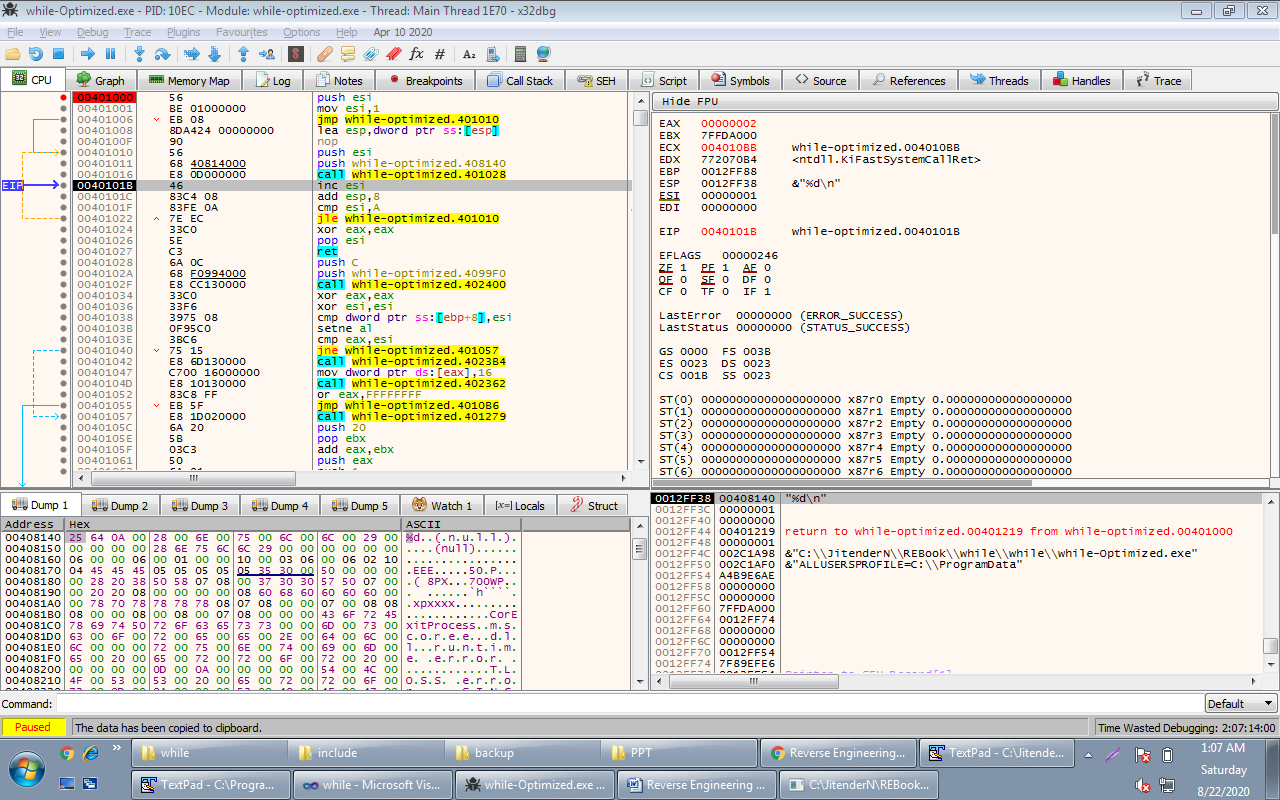 while-Optimized.exe - PID: 10EC - Module: while-optimized.exe - Thread: Main Thread 1E70 - x32dbg
File View Debug Trace Plugins Favourites Options Help Apr 10 2020
CPU Graph Memory Map Log Notes Breakpoints Call Stack SEH Script Symbols Source References Threads Handles Trace
00401000 56 push esi
00401001 BE 01000000 mov esi,1
00401006 EB 08 jmp while-optimized.401010
00401008 8DA424 00000000 lea esp,dword ptr ss:[esp]
0040100F 90 nop
00401010 56 push esi
00401011 68 40814000 push while-optimized.408140
00401016 E8 0D000000 call while-optimized.401028
EIP 0040101B 46 inc esi
0040101C 83C4 08 add esp,8
0040101F 83FE 0A cmp esi,A
00401022 7E EC jle while-optimized.401010
00401024 33C0 xor eax,eax
00401026 5E pop esi
00401027 C3 ret
00401028 6A 0C push C
0040102A 68 F0994000 push while-optimized.4099F0
0040102F E8 CC130000 call while-optimized.402400
00401034 33C0 xor eax,eax
00401036 33F6 xor esi,esi
00401038 3975 08 cmp dword ptr ss:[ebp+8],esi
0040103B 0F95C0 setne al
0040103E 3BC6 cmp eax,esi
00401040 75 15 jne while-optimized.401057
00401042 E8 6D130000 call while-optimized.4023B4
00401047 C700 16000000 mov dword ptr ds:[eax],16
0040104D E8 10130000 call while-optimized.402362
00401052 83C8 FF or eax,FFFFFFFF
00401055 EB 5F jmp while-optimized.4010B6
00401057 E8 1D020000 call while-optimized.401279
0040105C 6A 20 push 20
0040105E 5B pop ebx
0040105F 03C3 add eax,ebx
00401061 50 push eax
Hide FPU
EAX 00000002
EBX 7FFDA000
ECX 004010BB while-optimized.004010BB
EDX 772070B4 <ntdll.KiFastSystemCallRet>
EBP 0012FF88
ESP 0012FF38 &"%d\n"
ESI 00000001
EDI 00000000
EIP 0040101B while-optimized.0040101B
EFLAGS 00000246
ZF 1 PF 1 AF 0
OF 0 SF 0 DF 0
CF 0 TF 0 IF 1
LastError 00000000 (ERROR_SUCCESS)
LastStatus 00000000 (STATUS_SUCCESS)
GS 0000 FS 003B
ES 0023 DS 0023
CS 001B SS 0023
ST(0) 00000000000000000000 x87r0 Empty 0.000000000000000000
ST(1) 00000000000000000000 x87r1 Empty 0.000000000000000000
ST(2) 00000000000000000000 x87r2 Empty 0.000000000000000000
ST(3) 00000000000000000000 x87r3 Empty 0.000000000000000000
ST(4) 00000000000000000000 x87r4 Empty 0.000000000000000000
ST(5) 00000000000000000000 x87r5 Empty 0.000000000000000000
ST(6) 00000000000000000000 x87r6 Empty 0.000000000000000000
Dump 1 Dump 2 Dump 3 Dump 4 Dump 5 Watch 1 [x=] Locals Struct
Address Hex ASCII
00408140 25 64 0A 00 28 00 6E 00 75 00 6C 00 6C 00 29 00 %d..(.n.u.l.l.).
00408150 00 00 00 00 28 6E 75 6C 6C 29 00 00 00 00 00 00 ....(null)......
00408160 06 00 00 06 00 01 00 00 10 00 03 06 00 06 02 10 ................
00408170 04 45 45 45 05 05 05 05 05 35 30 00 50 00 00 00 .EEE.....50.P...
00408180 00 28 20 38 50 58 07 08 00 37 30 30 57 50 07 00 .( 8PX...700WP..
00408190 00 20 20 08 00 00 00 00 08 60 68 60 60 60 60 00 .  ......`h````.
004081A0 00 78 70 78 78 78 78 08 07 08 00 00 07 00 08 08 .xpxxxx.........
004081B0 08 00 00 08 00 08 00 07 08 00 00 00 43 6F 72 45 ............CorE
004081C0 78 69 74 50 72 6F 63 65 73 73 00 00 6D 00 73 00 xitProcess..m.s.
004081D0 63 00 6F 00 72 00 65 00 65 00 2E 00 64 00 6C 00 c.o.r.e.e...d.l.
004081E0 6C 00 00 00 72 00 75 00 6E 00 74 00 69 00 6D 00 l...r.u.n.t.i.m.
004081F0 65 00 20 00 65 00 72 00 72 00 6F 00 72 00 20 00 e. .e.r.r.o.r. .
00408200 00 00 00 00 0D 00 0A 00 00 00 00 00 54 00 4C 00 ............T.L.
00408210 4F 00 53 00 53 00 20 00 65 00 72 00 72 00 6F 00 O.S.S. .e.r.r.o.
0012FF38 00408140 "%d\n"
0012FF3C 00000001
0012FF40 00000000
0012FF44 00401219 return to while-optimized.00401219 from while-optimized.00401000
0012FF48 00000001
0012FF4C 002C1A98 &"C:\\JitenderN\\REBook\\while\\while\\while-Optimized.exe"
0012FF50 002C1AF0 &"ALLUSERSPROFILE=C:\\ProgramData"
0012FF54 A4B9E6AE
0012FF58 00000000
0012FF5C 00000000
0012FF60 7FFDA000
0012FF64 0012FF74
0012FF68 00000000
0012FF6C 00000000
0012FF70 0012FF54
0012FF74 7F89EFE6
Command: Default
Paused The data has been copied to clipboard. Time Wasted Debugging: 2:07:14:00
while include backup PPT Reverse Engineering... TextPad - C:\Jitende... 1:07 AM
Saturday
TextPad - C:\Progra... while - Microsoft Vis... while-Optimized.exe ... Reverse Engineering ... C:\JitenderN\REBook... 8/22/2020